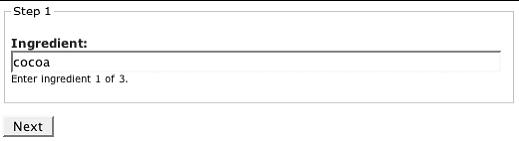 Step 1
Ingredient:
cocoa
Enter ingredient 1 of 3.
Next